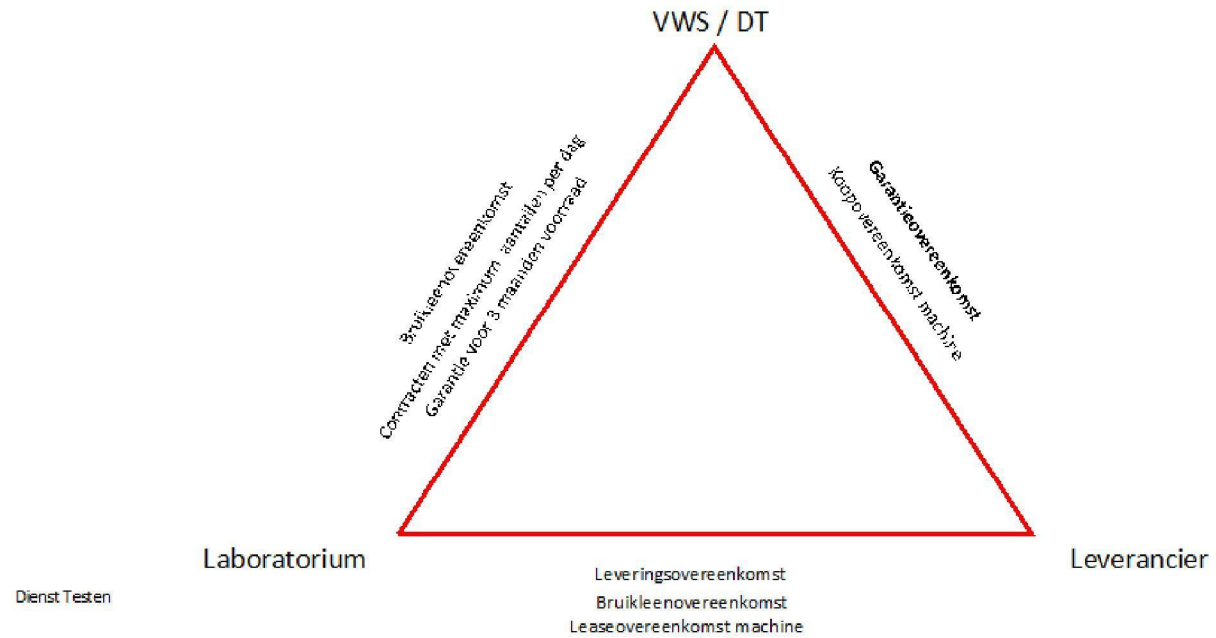 VWS / DT
Bruikleenovereenkomst
Contracten met maximum aantallen per dag
Garantie voor 3 maanden voorraad
Garantieovereenkomst
Koopovereenkomst machine
Laboratorium
Leverancier
Leveringsovereenkomst
Bruikleenovereenkomst
Leaseovereenkomst machine
Dienst Testen